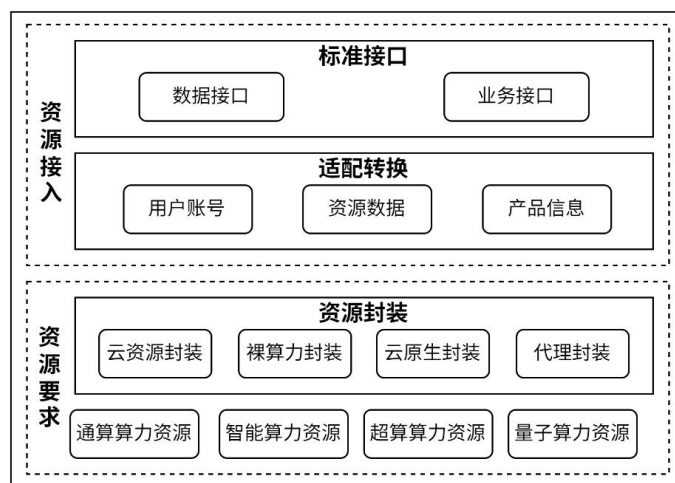 资源接入
标准接口
数据接口
业务接口
适配转换
用户账号
资源数据
产品信息
资源要求
资源封装
云资源封装
裸算力封装
云原生封装
代理封装
通算算力资源
智能算力资源
超算算力资源
量子算力资源